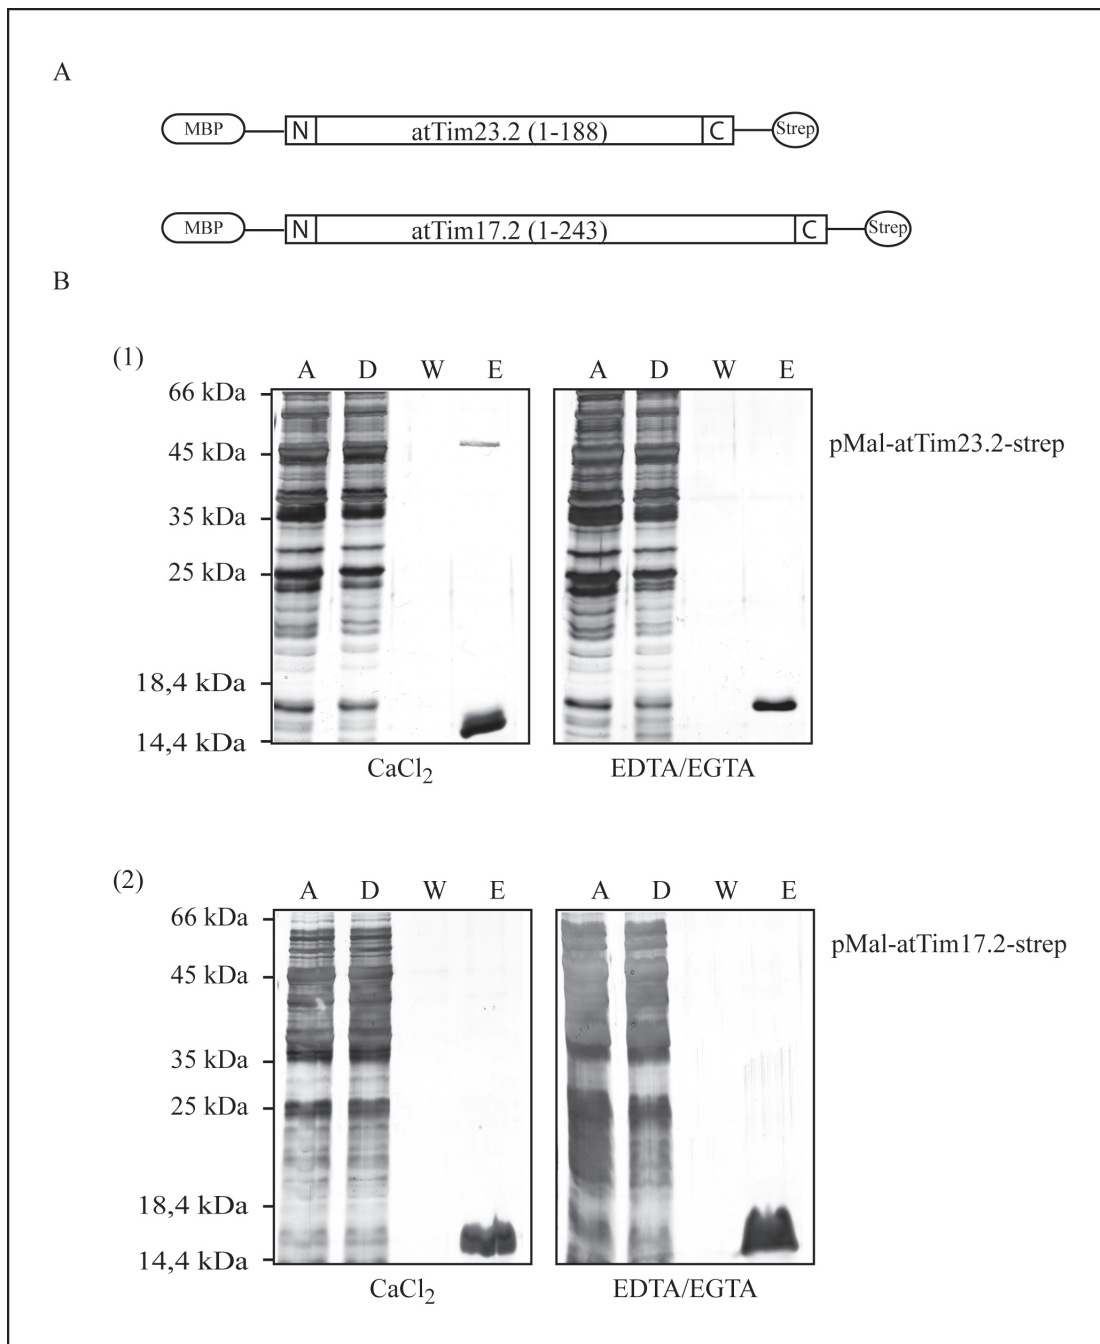 A
MBP N atTim23.2 (1-188) C Strep
MBP N atTim17.2 (1-243) C Strep
B
(1)
A D W E A D W E
66 kDa
pMal-atTim23.2-strep
45 kDa
35 kDa
25 kDa
18,4 kDa
14,4 kDa
CaCl2 EDTA/EGTA
(2)
A D W E A D W E
66 kDa
pMal-atTim17.2-strep
45 kDa
35 kDa
25 kDa
18,4 kDa
14,4 kDa
CaCl2 EDTA/EGTA